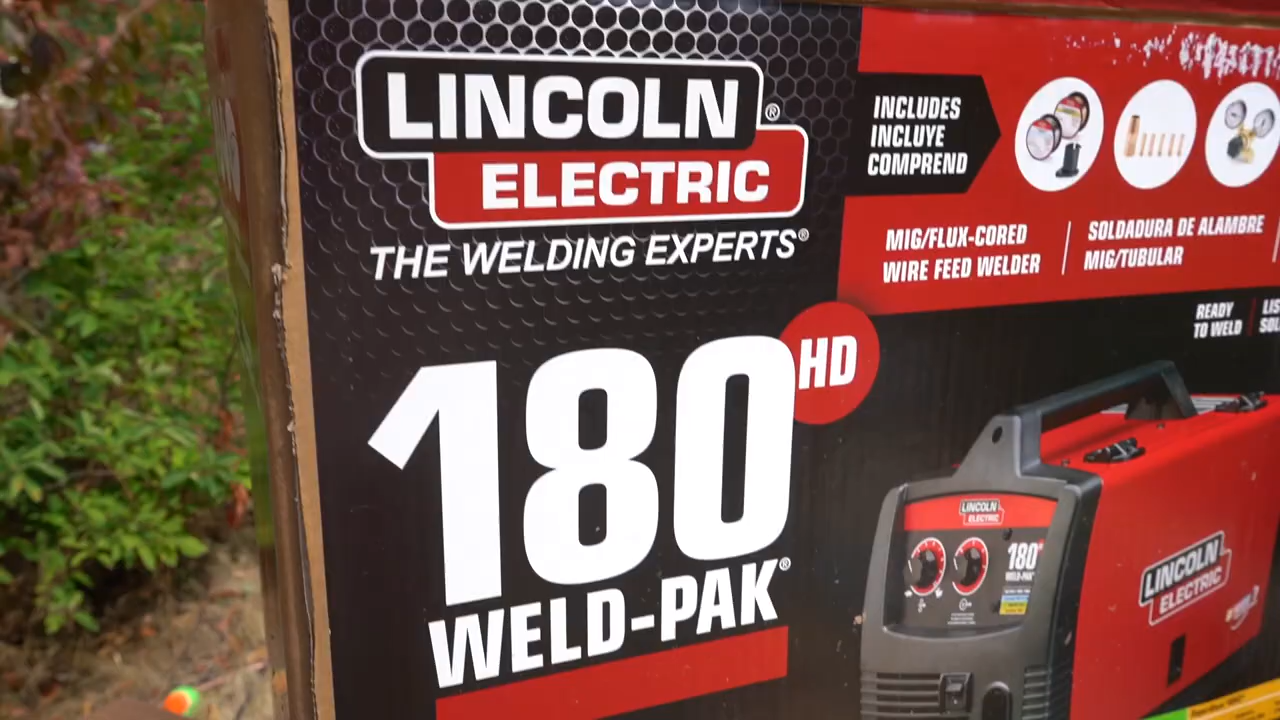 LINCOLN®
ELECTRIC
THE WELDING EXPERTS®
INCLUDES
INCLUYE
COMPREND
MIG/FLUX-CORED
WIRE FEED WELDER
SOLDADURA DE ALAMBRE
MIG/TUBULAR
READY
TO WELD
180
HD
WELD-PAK®
LINCOLN
ELECTRIC
180
WELD-PAK
LINCOLN
ELECTRIC